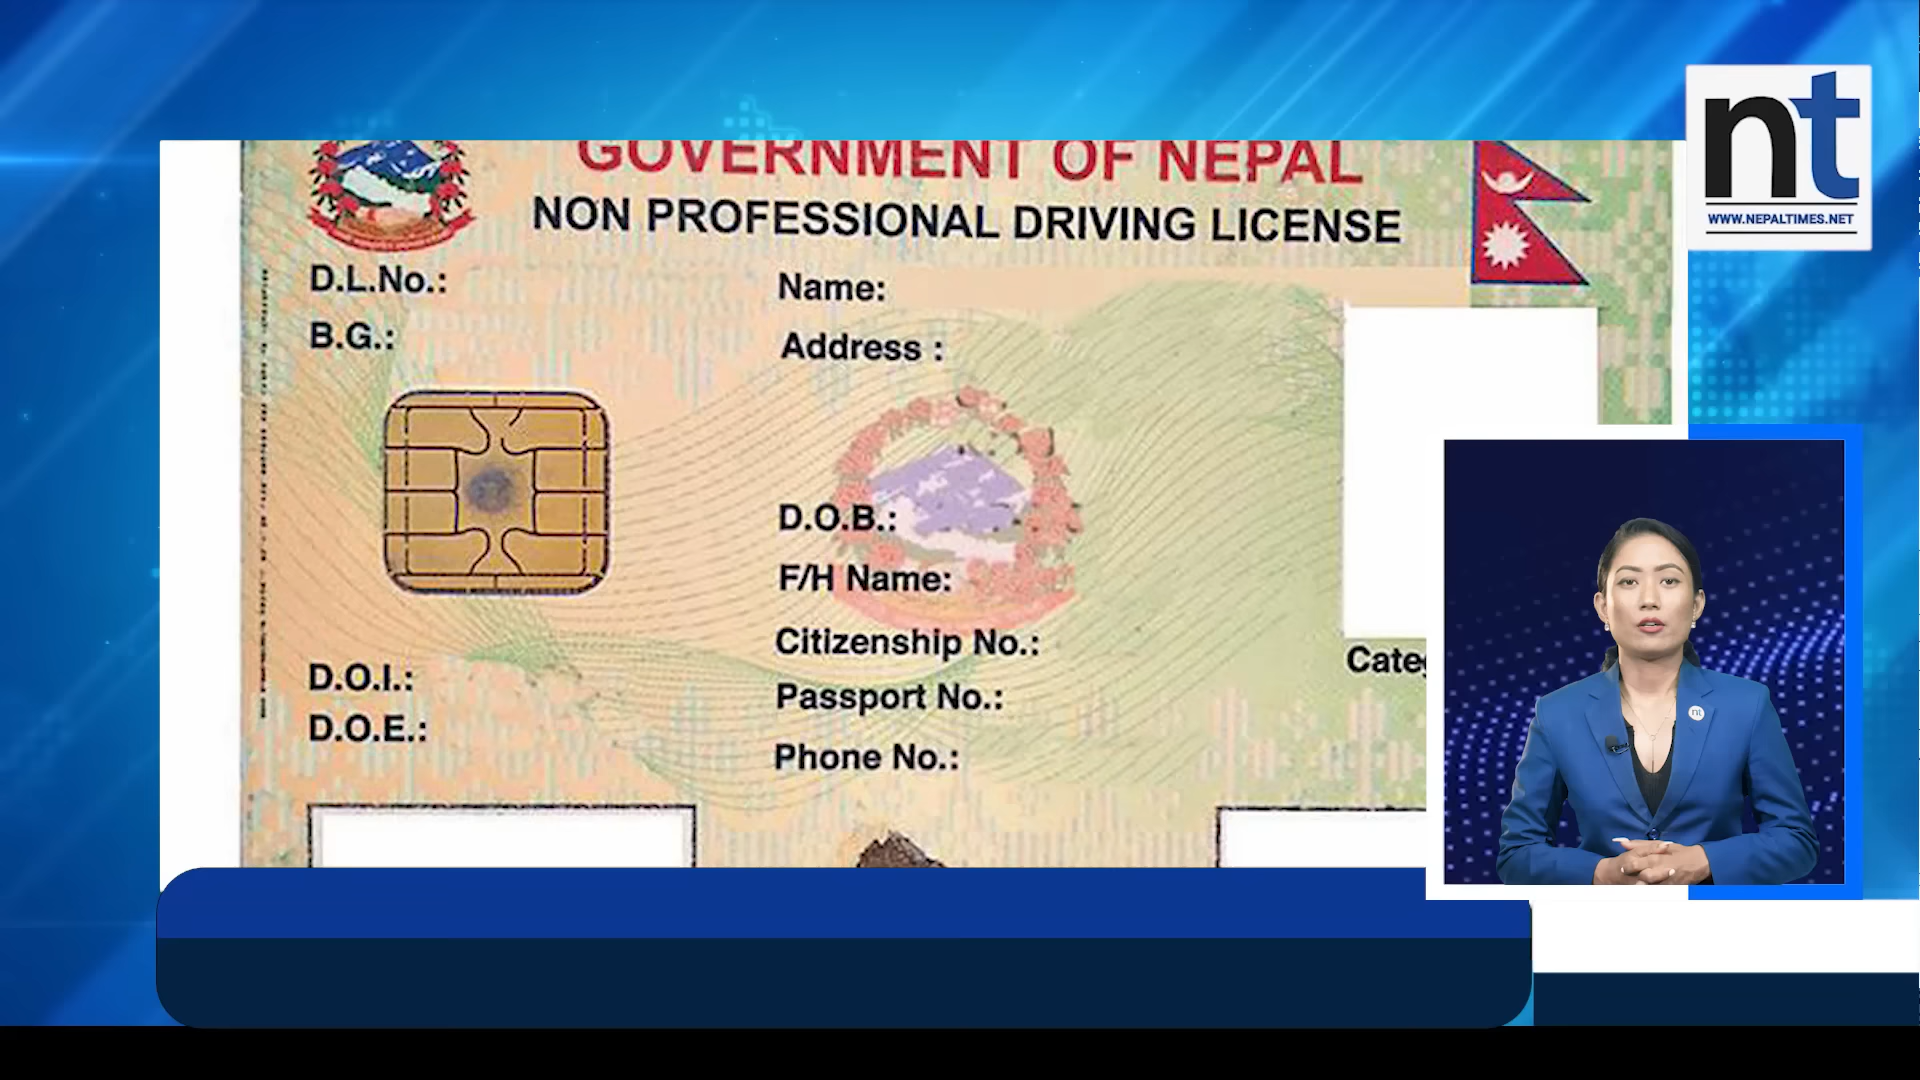 GOVERNMENT OF NEPAL
NON PROFESSIONAL DRIVING LICENSE
nt
WWW.NEPALTIMES.NET
D.L.No.:
Name:
B.G.:
Address :
D.O.B.:
F/H Name:
Citizenship No.:
D.O.I.:
Passport No.:
D.O.E.:
Phone No.:
nt